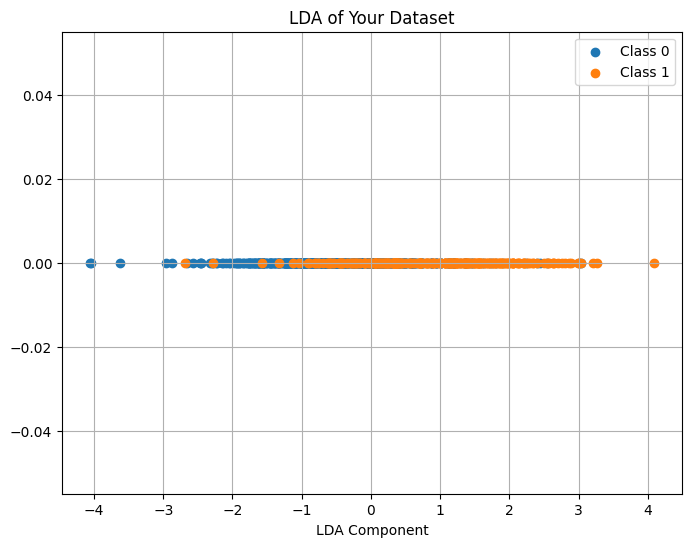 LDA of Your Dataset
Class 0
Class 1
0.04
0.02
0.00
−0.02
−0.04
−4 −3 −2 −1 0 1 2 3 4
LDA Component